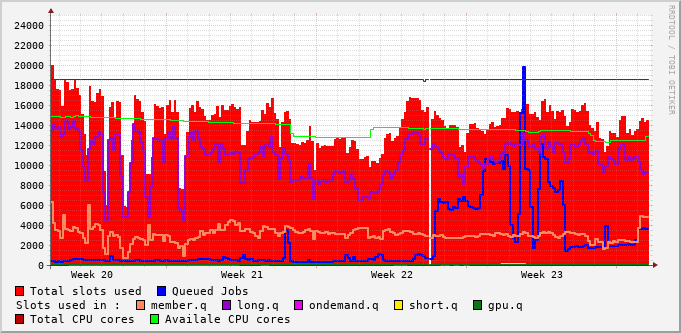 RRDTOOL / TOBI OETIKER
24000
22000
20000
18000
16000
14000
12000
10000
8000
6000
4000
2000
0
Week 20 Week 21 Week 22 Week 23
Total slots used Queued Jobs
Slots used in : member.q long.q ondemand.q short.q gpu.q
Total CPU cores Availale CPU cores